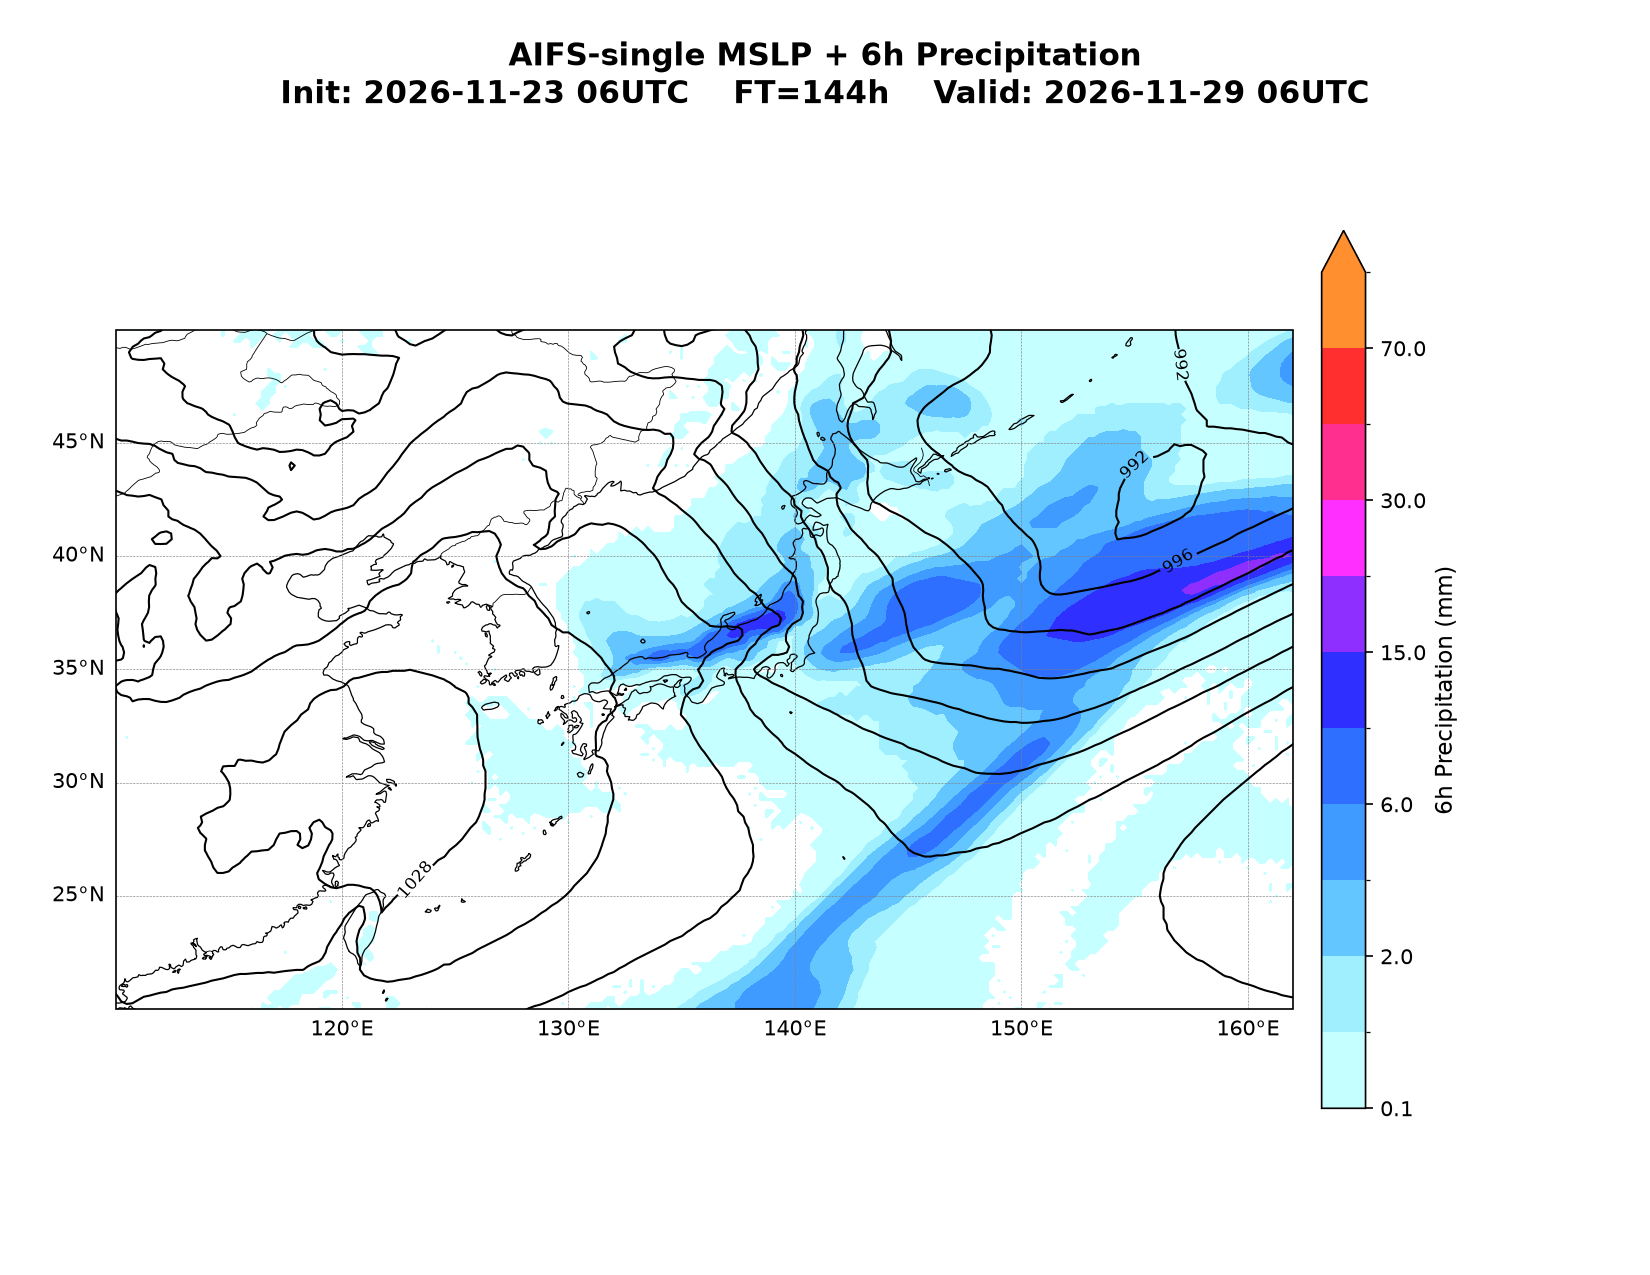 AIFS-single MSLP + 6h Precipitation
Init: 2026-11-23 06UTC    FT=144h    Valid: 2026-11-29 06UTC
992
992
996
1028
45°N
40°N
35°N
30°N
25°N
120°E
130°E
140°E
150°E
160°E
70.0
30.0
15.0
6.0
2.0
0.1
6h Precipitation (mm)